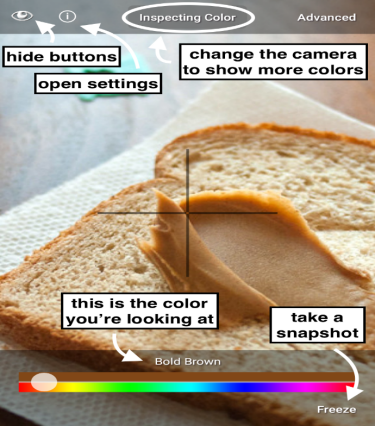 Inspecting Color
Advanced
hide buttons
open settings
change the camera
to show more colors
this is the color
you're looking at
take a
snapshot
Bold Brown
Freeze